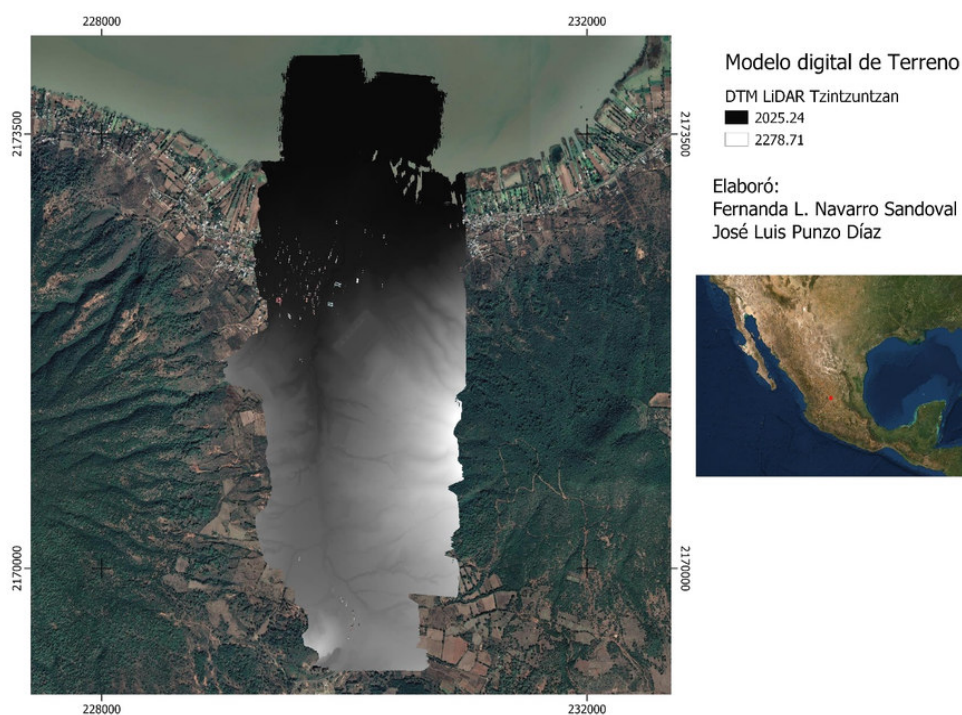 228000
232000
2173500
2173500
2170000
2170000
228000
232000
Modelo digital de Terreno
DTM LiDAR Tzintzuntzan
2025.24
2278.71
Elaboró:
Fernanda L. Navarro Sandoval
José Luis Punzo Díaz